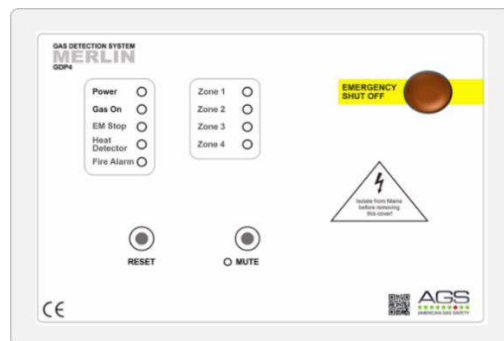 GAS DETECTION SYSTEM
MERLIN
GDP4
Power
Gas On
EM Stop
Heat
Detector
Fire Alarm
Zone 1
Zone 2
Zone 3
Zone 4
EMERGENCY
SHUT OFF
Isolate from Mains
before removing
this cover!
RESET
MUTE
CE
AGS
AMERICAN GAS SAFETY